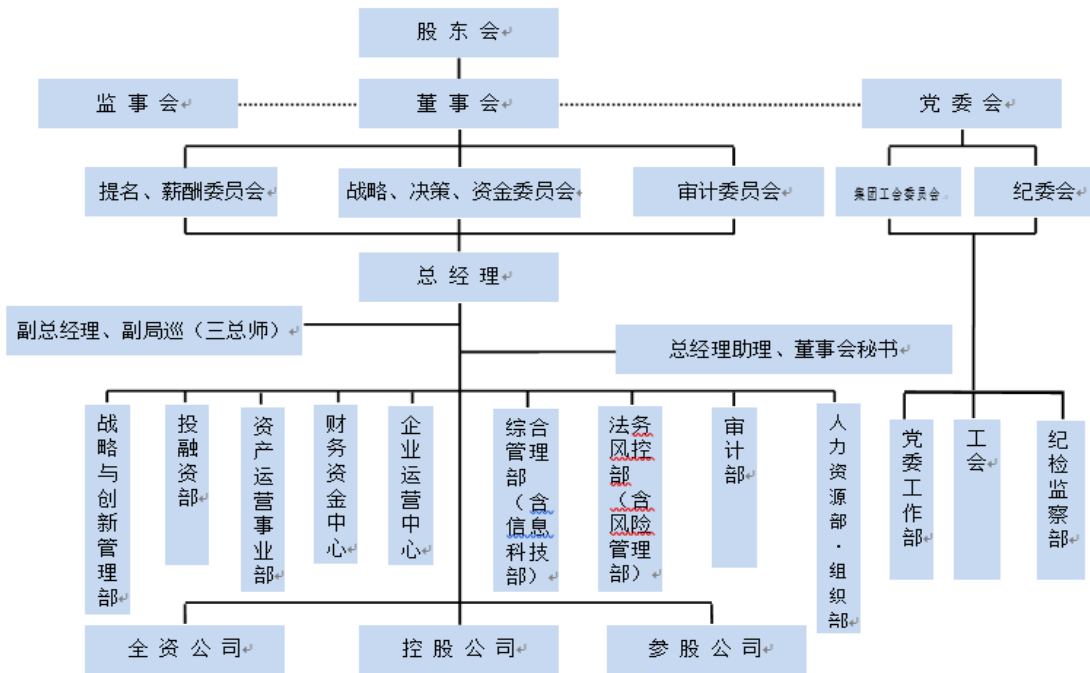 股东会
监事会
董事会
党委会
提名、薪酬委员会
战略、决策、资金委员会
审计委员会
集团工会委员会
纪委会
总经理
副总经理、副局巡（三总师）
总经理助理、董事会秘书
战略与创新管理部
投融资部
资产运营事业部
财务资金中心
企业运营中心
综合
管理
部
（含
信息
科技
部）
法务
风控
部
（含
风险
管理
部）
审计部
人力资源部·组织部
党委工作部
工会
纪检监察部
全资公司
控股公司
参股公司